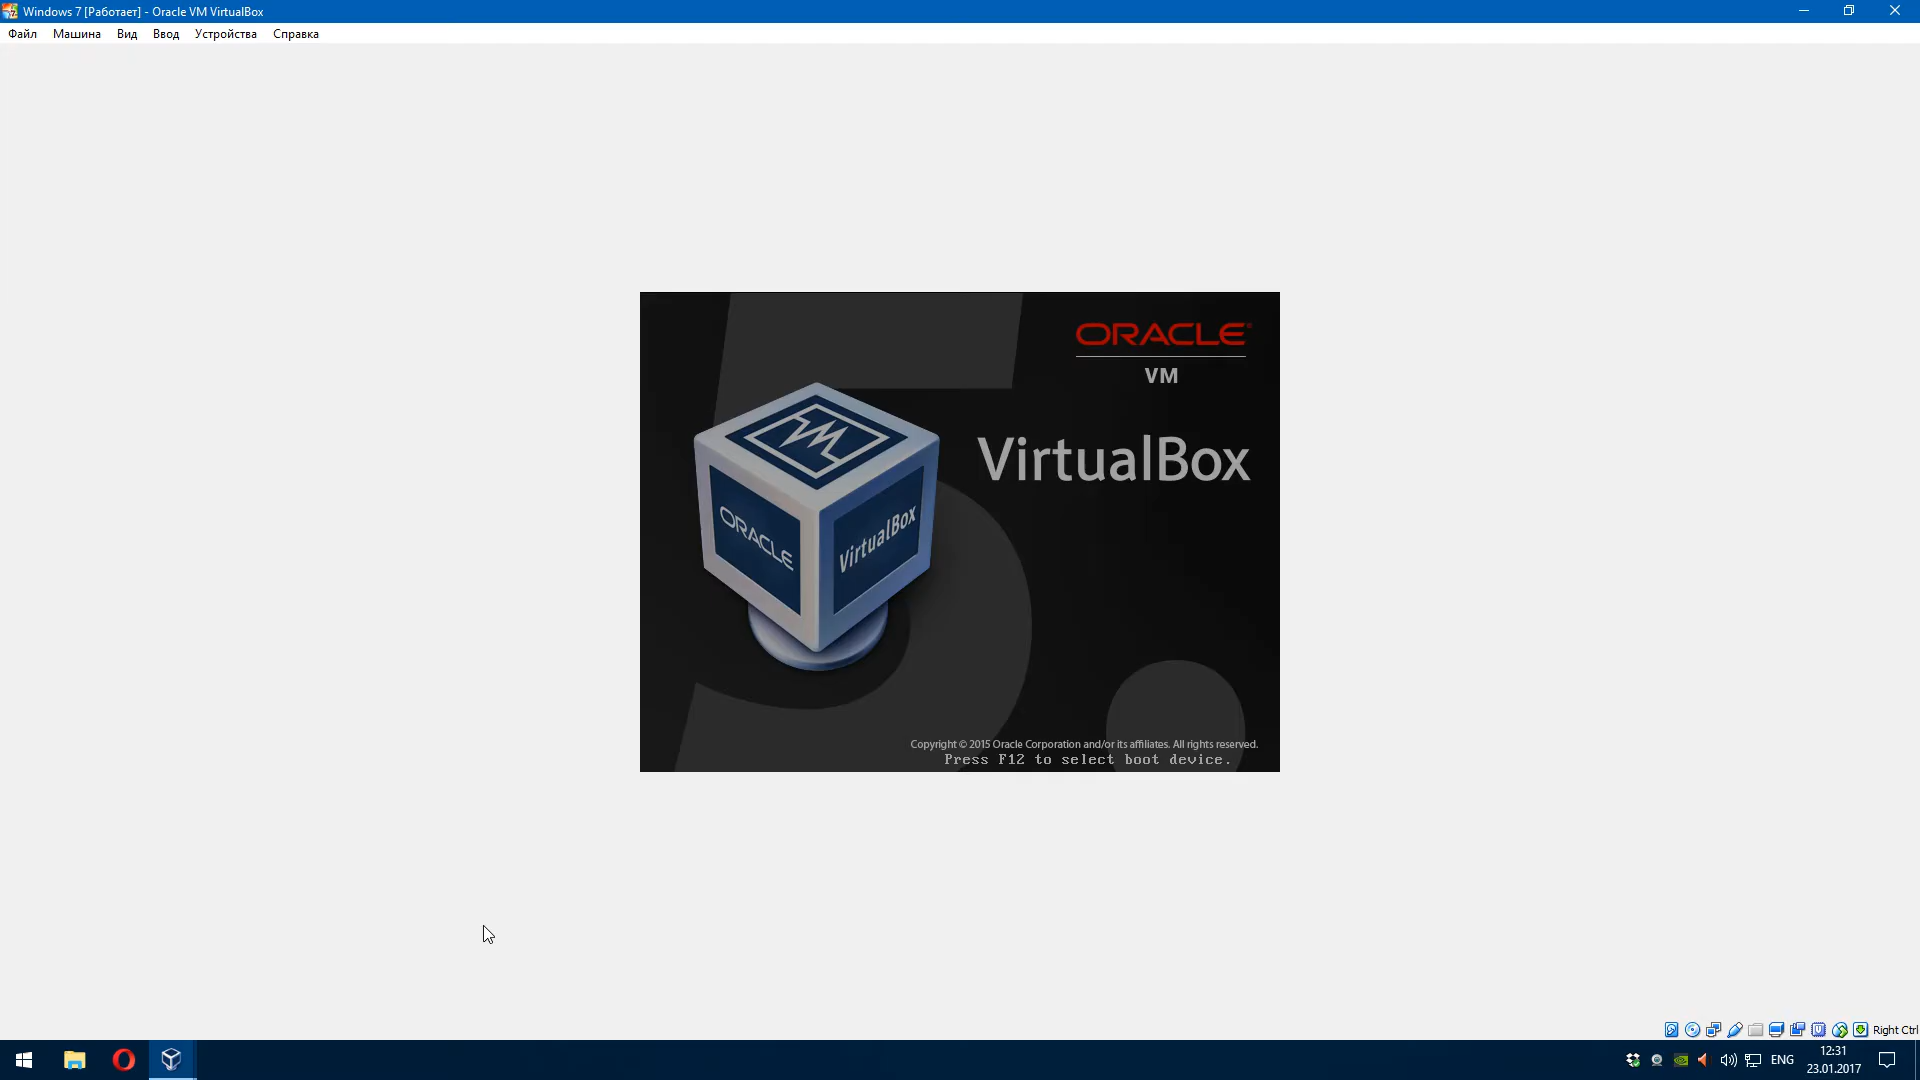 Windows 7 [Работает] - Oracle VM VirtualBox
Файл Машина Вид Ввод Устройства Справка
ORACLE®
VM
VirtualBox
ORACLE
VirtualBox
Copyright © 2015 Oracle Corporation and/or its affiliates. All rights reserved.
Press F12 to select boot device.
Right Ctrl
ENG
12:31
23.01.2017